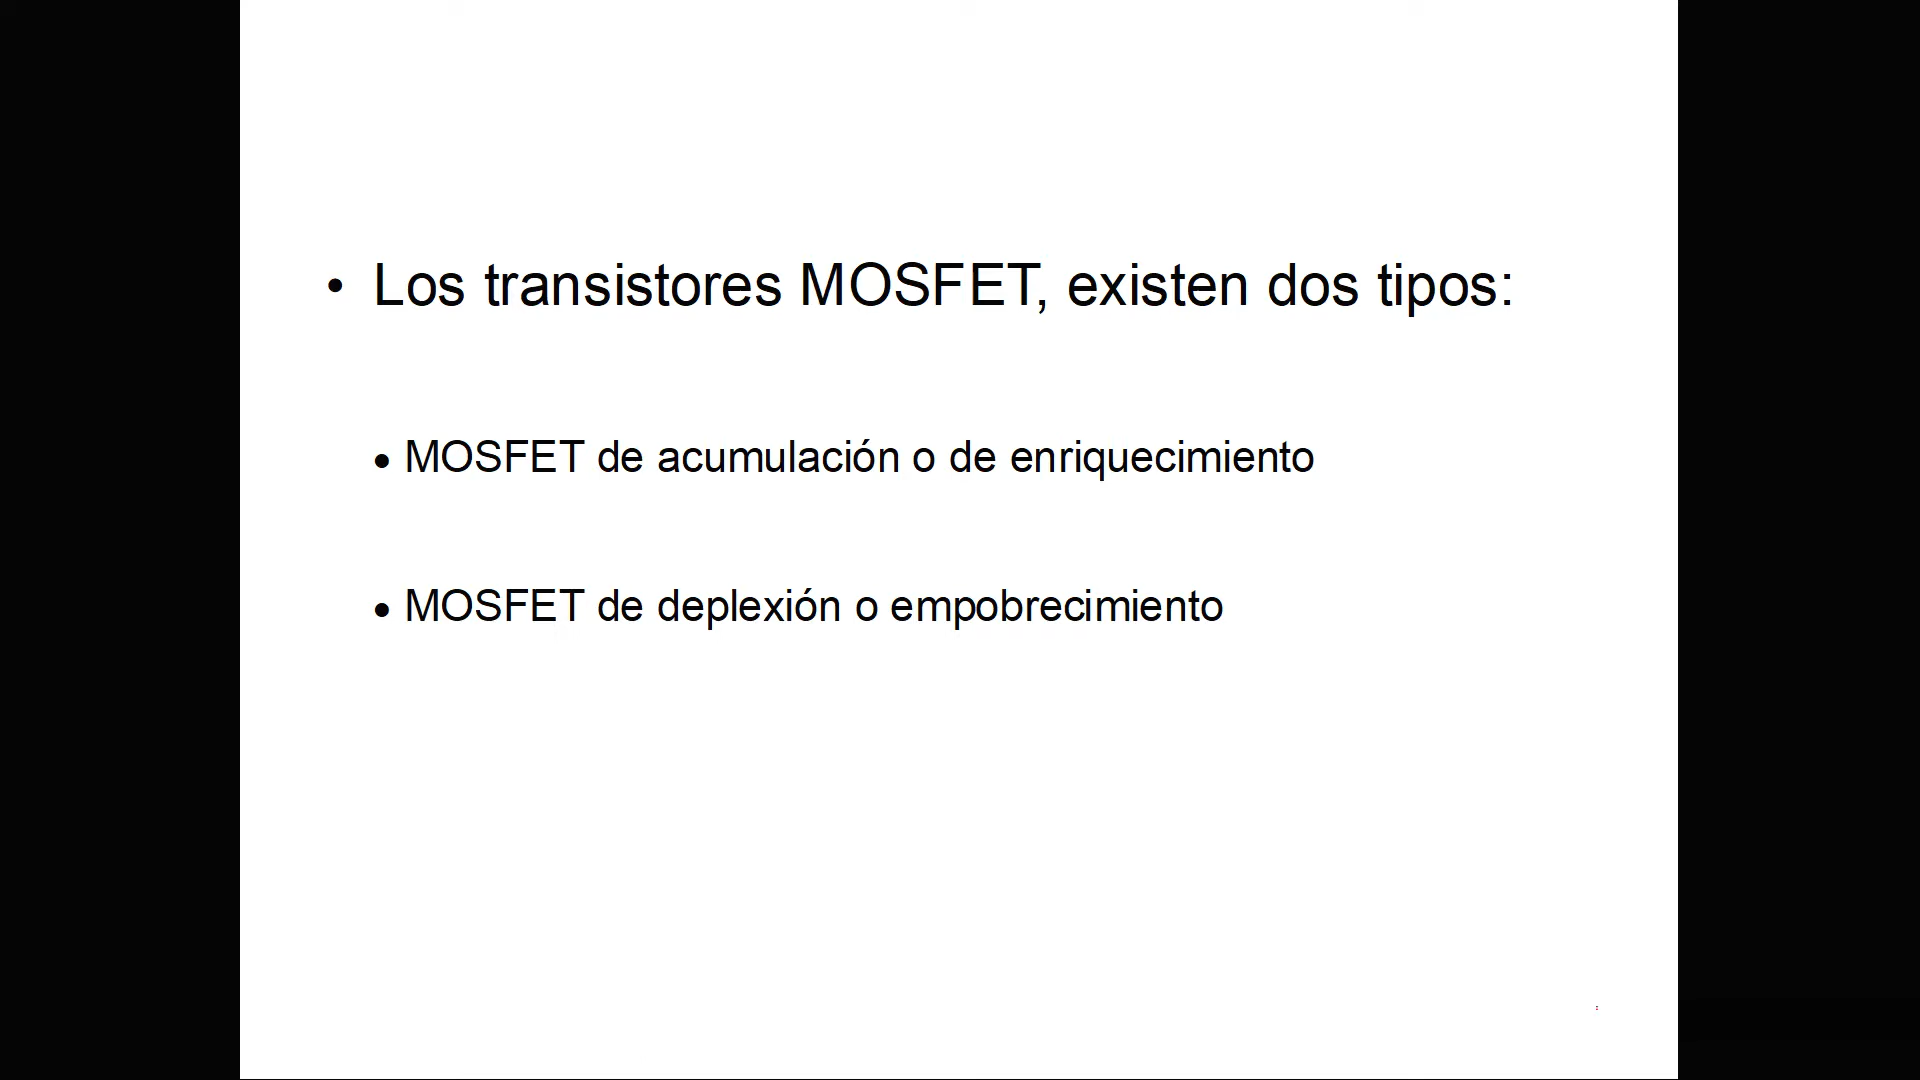 • Los transistores MOSFET, existen dos tipos:
• MOSFET de acumulación o de enriquecimiento
• MOSFET de deplexión o empobrecimiento